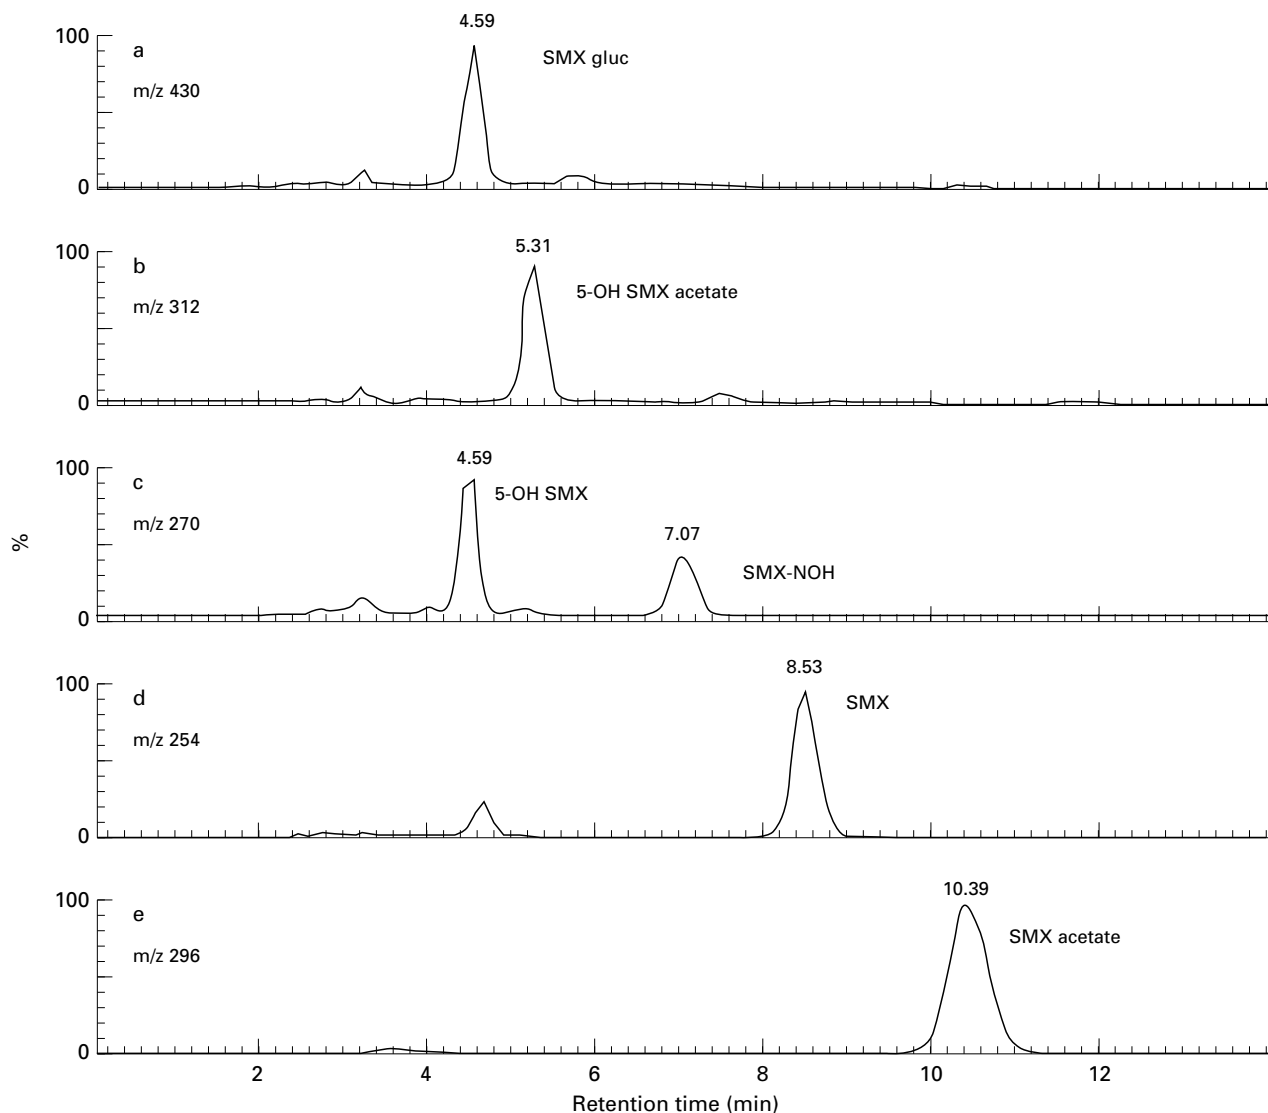 4.59
100
a
SMX gluc
m/z 430
0
5.31
100
b
5-OH SMX acetate
m/z 312
0
4.59
100
c
5-OH SMX
7.07
m/z 270
%
SMX-NOH
0
8.53
100
d
SMX
m/z 254
0
10.39
100
e
SMX acetate
m/z 296
0
2 4 6 8 10 12
Retention time (min)